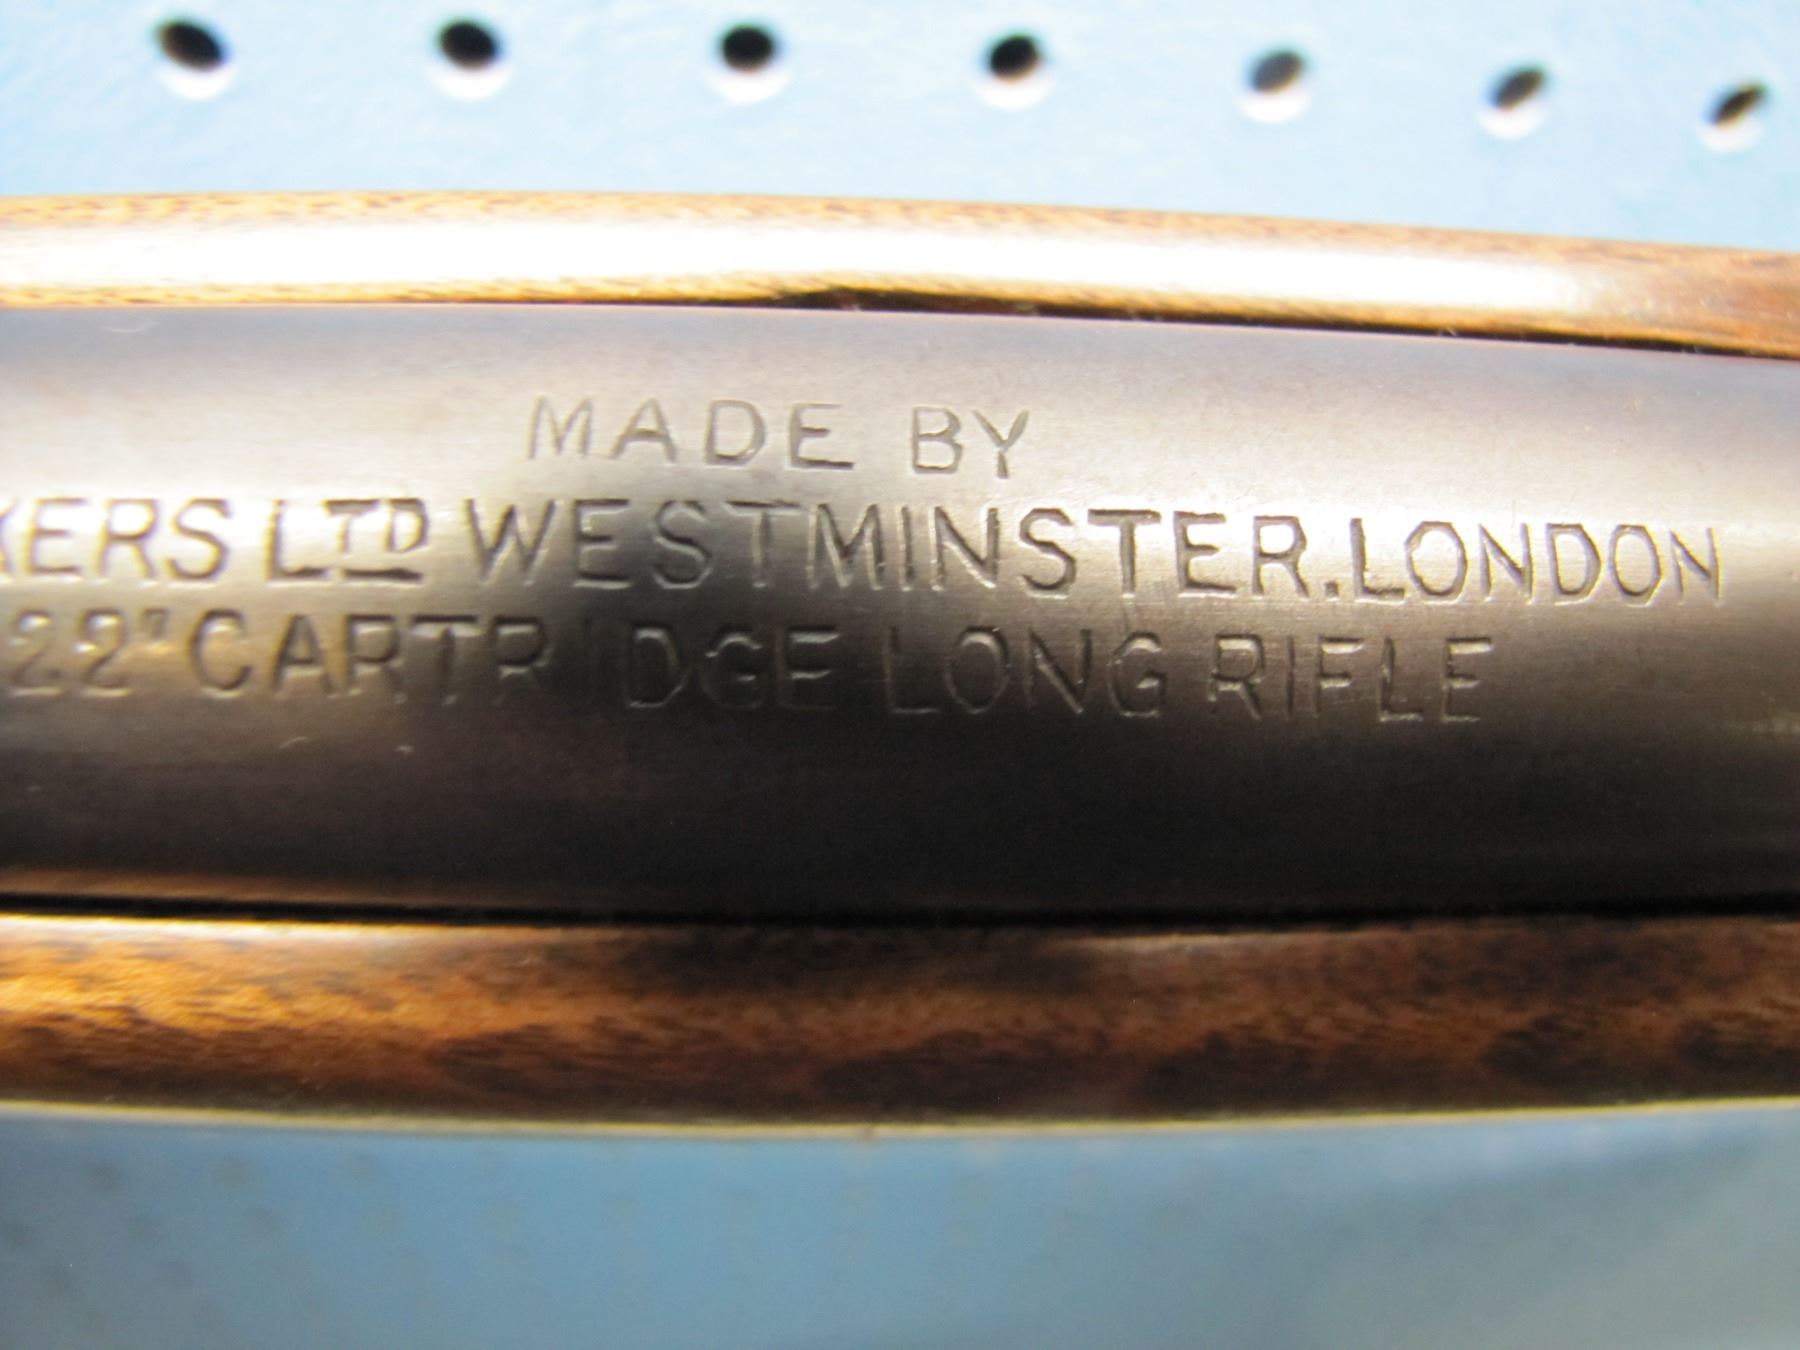 MADE BY
KERS LTD WESTMINSTER. LONDON
22" CARTRIDGE LONG RIFLE